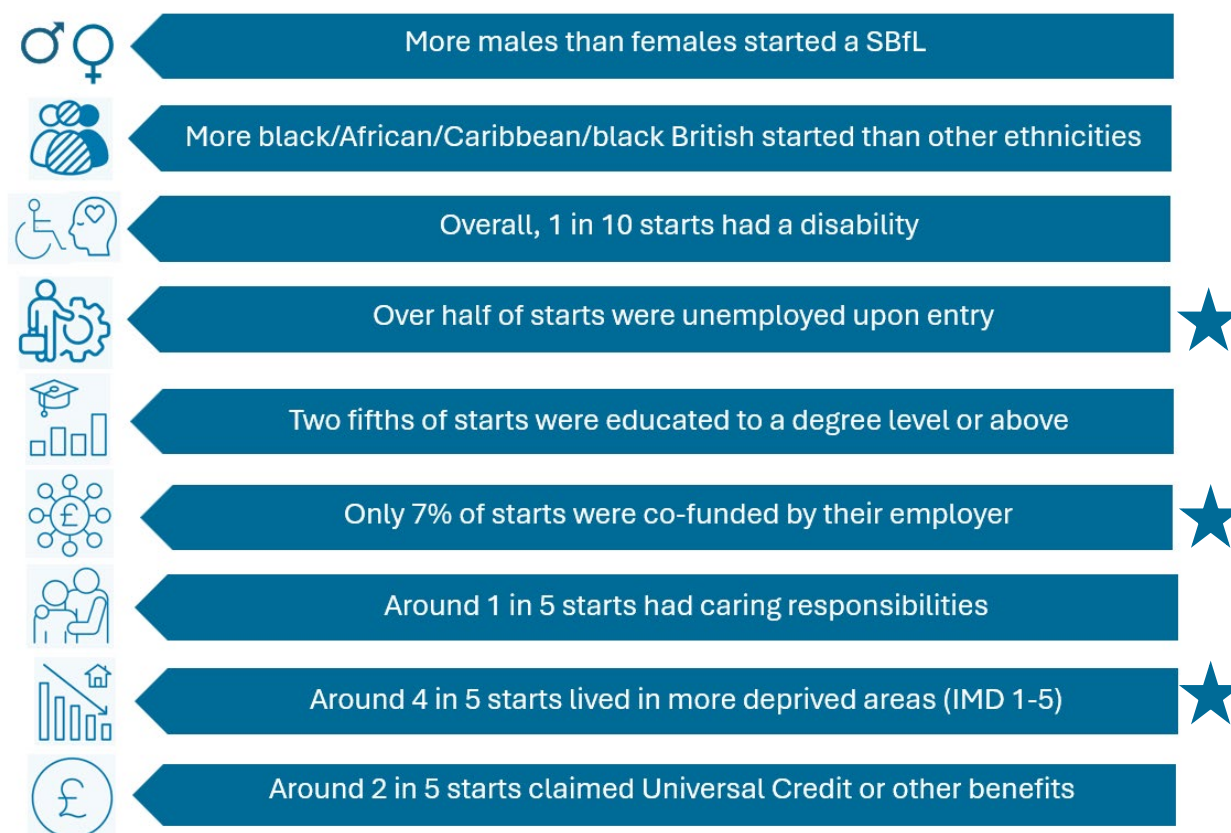 More males than females started a SBfL
More black/African/Caribbean/black British started than other ethnicities
Overall, 1 in 10 starts had a disability
Over half of starts were unemployed upon entry
Two fifths of starts were educated to a degree level or above
£
Only 7% of starts were co-funded by their employer
Around 1 in 5 starts had caring responsibilities
Around 4 in 5 starts lived in more deprived areas (IMD 1-5)
£
Around 2 in 5 starts claimed Universal Credit or other benefits